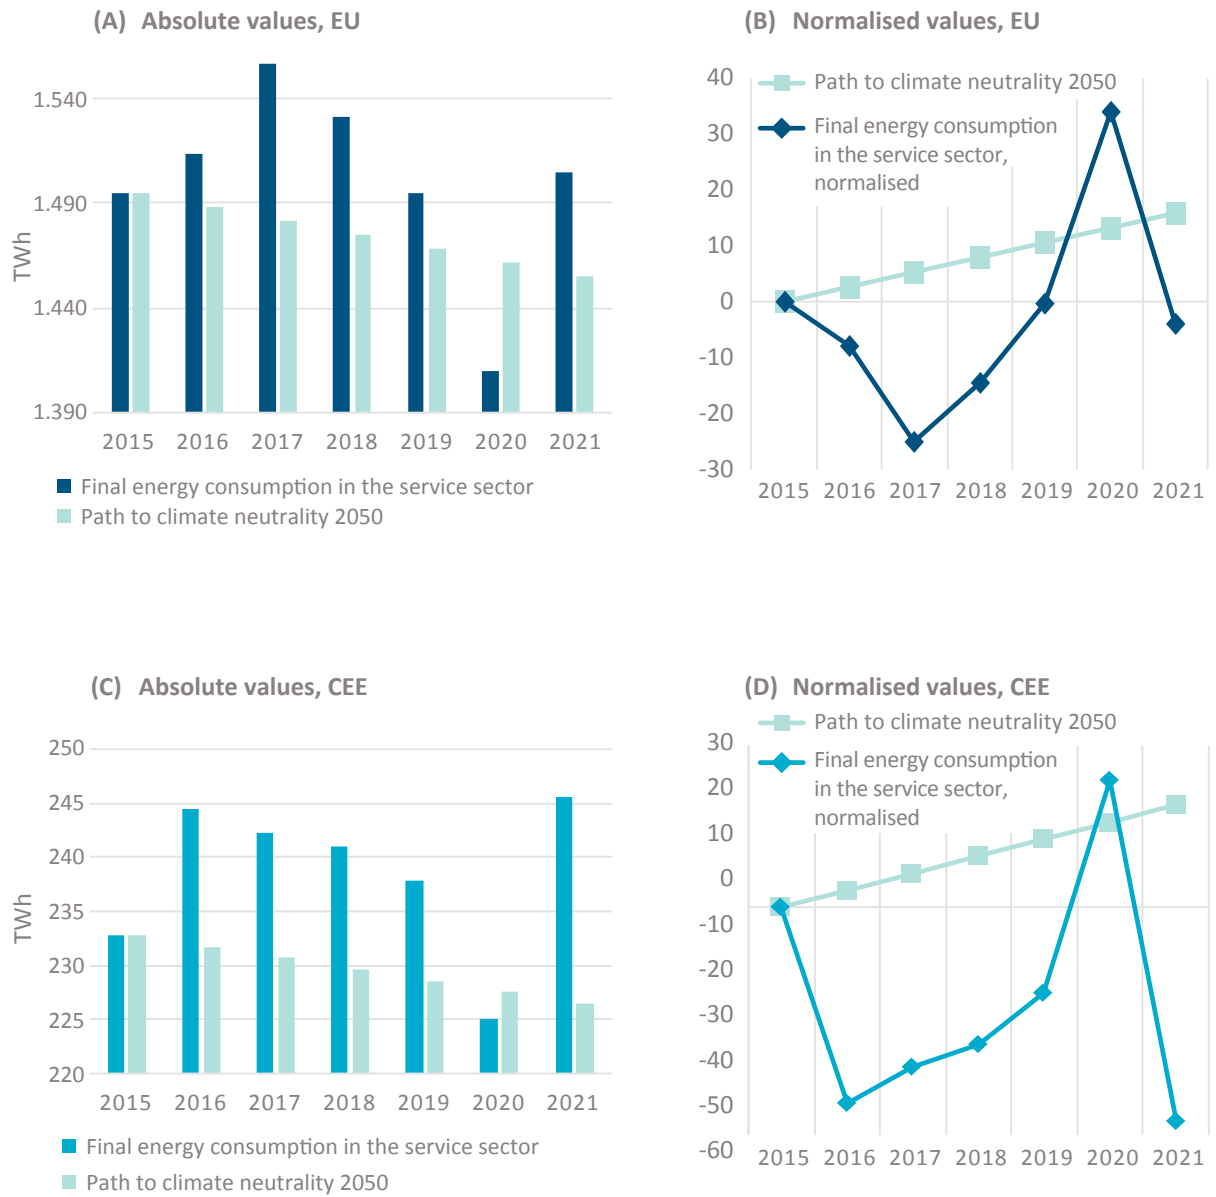 (A) Absolute values, EU
TWh
1.540
1.490
1.440
1.390
2015 2016 2017 2018 2019 2020 2021
Final energy consumption in the service sector
Path to climate neutrality 2050
(B) Normalised values, EU
Path to climate neutrality 2050
Final energy consumption
in the service sector,
normalised
40
30
20
10
0
-10
-20
-30
2015 2016 2017 2018 2019 2020 2021
(C) Absolute values, CEE
TWh
250
245
240
235
230
225
220
2015 2016 2017 2018 2019 2020 2021
Final energy consumption in the service sector
Path to climate neutrality 2050
(D) Normalised values, CEE
Path to climate neutrality 2050
Final energy consumption
in the service sector,
normalised
30
20
10
0
-10
-20
-30
-40
-50
-60
2015 2016 2017 2018 2019 2020 2021